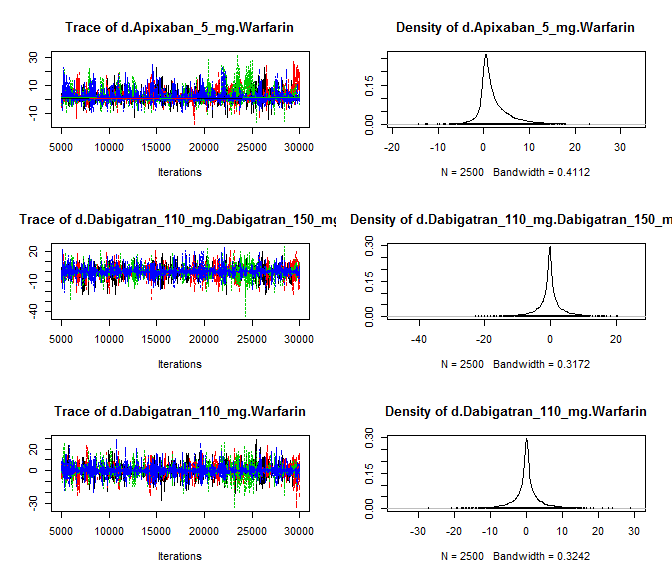 Trace of d.Apixaban_5_mg.Warfarin
30
10
-10
5000 10000 15000 20000 25000 30000
Iterations
Density of d.Apixaban_5_mg.Warfarin
0.15
0.00
-20 -10 0 10 20 30
N = 2500 Bandwidth = 0.4112
Trace of d.Dabigatran_110_mg.Dabigatran_150_mg
20
-10
-40
5000 10000 15000 20000 25000 30000
Iterations
Density of d.Dabigatran_110_mg.Dabigatran_150_m
0.30
0.15
0.00
-40 -20 0 20
N = 2500 Bandwidth = 0.3172
Trace of d.Dabigatran_110_mg.Warfarin
20
0
-30
5000 10000 15000 20000 25000 30000
Iterations
Density of d.Dabigatran_110_mg.Warfarin
0.30
0.15
0.00
-30 -20 -10 0 10 20 30
N = 2500 Bandwidth = 0.3242